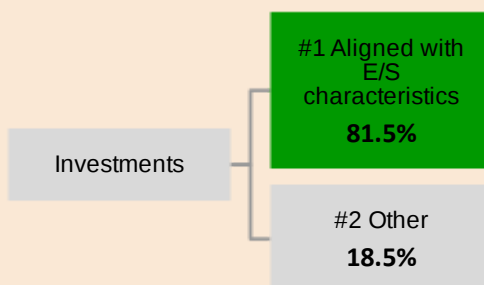 #1 Aligned with
E/S
characteristics
81.5%
Investments
#2 Other
18.5%